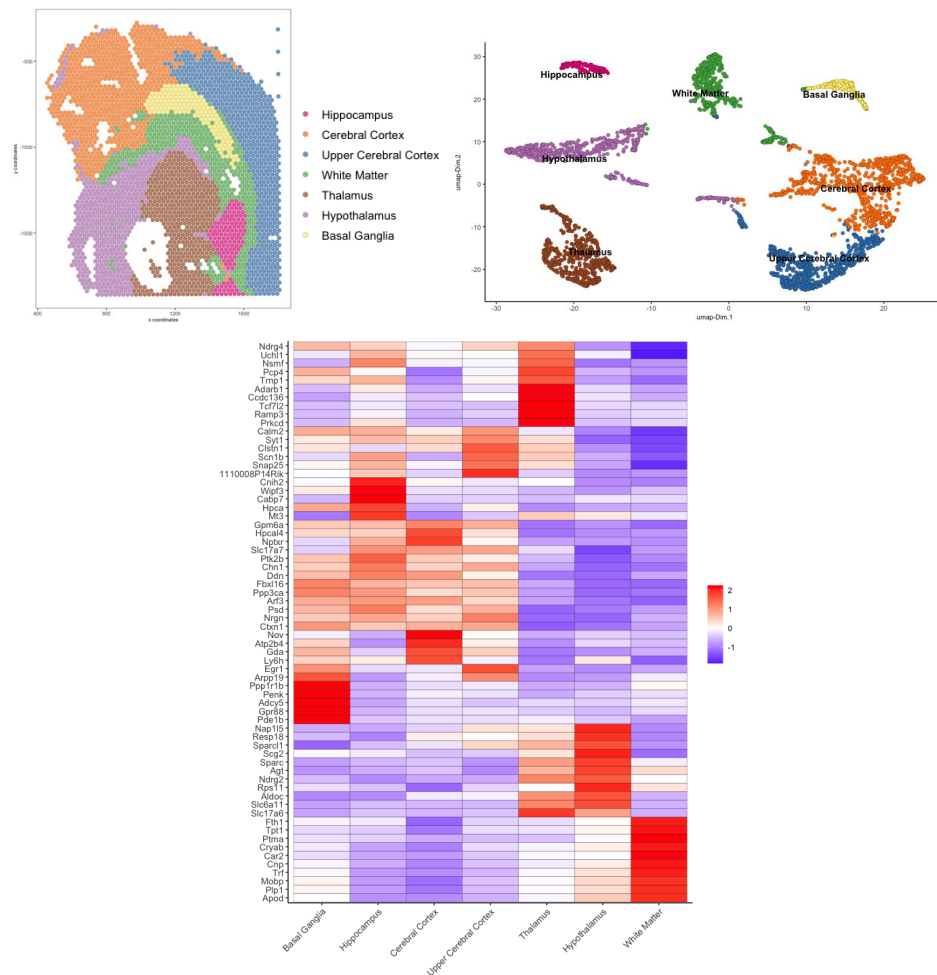 -500
-1000
-1500
y coordinates
400
800
1200
1600
x coordinates
Hippocampus
Cerebral Cortex
Upper Cerebral Cortex
White Matter
Thalamus
Hypothalamus
Basal Ganglia
30
20
10
0
-10
-20
umap-Dim.2
Hippocampus
White Matter
Basal Ganglia
Hypothalamus
Cerebral Cortex
Thalamus
Upper Cerebral Cortex
-30
-20
-10
0
10
20
umap-Dim.1
Ndrg4
Uchl1
Nsmf
Pcp4
Trnp1
Adarb1
Ccdc136
Tcf7l2
Ramp3
Prkcd
Calm2
Syt1
Clstn1
Scn1b
Snap25
1110008P14Rik
Cnih2
Wipf3
Cabp7
Hpca
Mt3
Gpm6a
Hpcal4
Nptxr
Slc17a7
Ptk2b
Chn1
Ddn
Fbxl16
Ppp3ca
Arf3
Psd
Nrgn
Ctxn1
Nov
Atp2b4
Gda
Ly6h
Egr1
Arpp19
Ppp1r1b
Penk
Adcy5
Gpr88
Pde1b
Nap1l5
Resp18
Sparcl1
Scg2
Sparc
Agt
Ndrg2
Rps11
Aldoc
Slc6a11
Slc17a6
Fth1
Tpt1
Ptma
Cryab
Car2
Cnp
Trf
Mobp
Plp1
Apod
2
1
0
-1
Basal Ganglia
Hippocampus
Cerebral Cortex
Upper Cerebral Cortex
Thalamus
Hypothalamus
White Matter